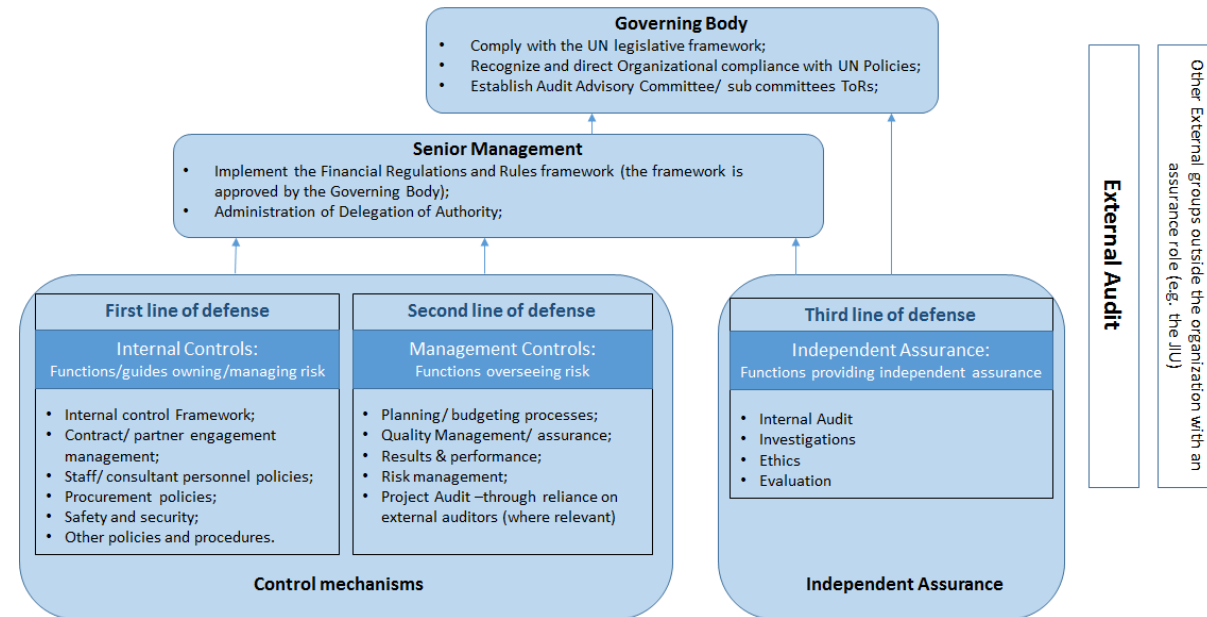 Governing Body
• Comply with the UN legislative framework;
• Recognize and direct Organizational compliance with UN Policies;
• Establish Audit Advisory Committee/ sub committees ToRs;
Senior Management
• Implement the Financial Regulations and Rules framework (the framework is
approved by the Governing Body);
• Administration of Delegation of Authority;
First line of defense
Internal Controls:
Functions/guides owning/managing risk
• Internal control Framework;
• Contract/ partner engagement
management;
• Staff/ consultant personnel policies;
• Procurement policies;
• Safety and security;
• Other policies and procedures.
Second line of defense
Management Controls:
Functions overseeing risk
• Planning/ budgeting processes;
• Quality Management/ assurance;
• Results & performance;
• Risk management;
• Project Audit –through reliance on
external auditors (where relevant)
Control mechanisms
Third line of defense
Independent Assurance:
Functions providing independent assurance
• Internal Audit
• Investigations
• Ethics
• Evaluation
Independent Assurance
External Audit
Other External groups outside the organization with an
assurance role (e.g. the JIU)